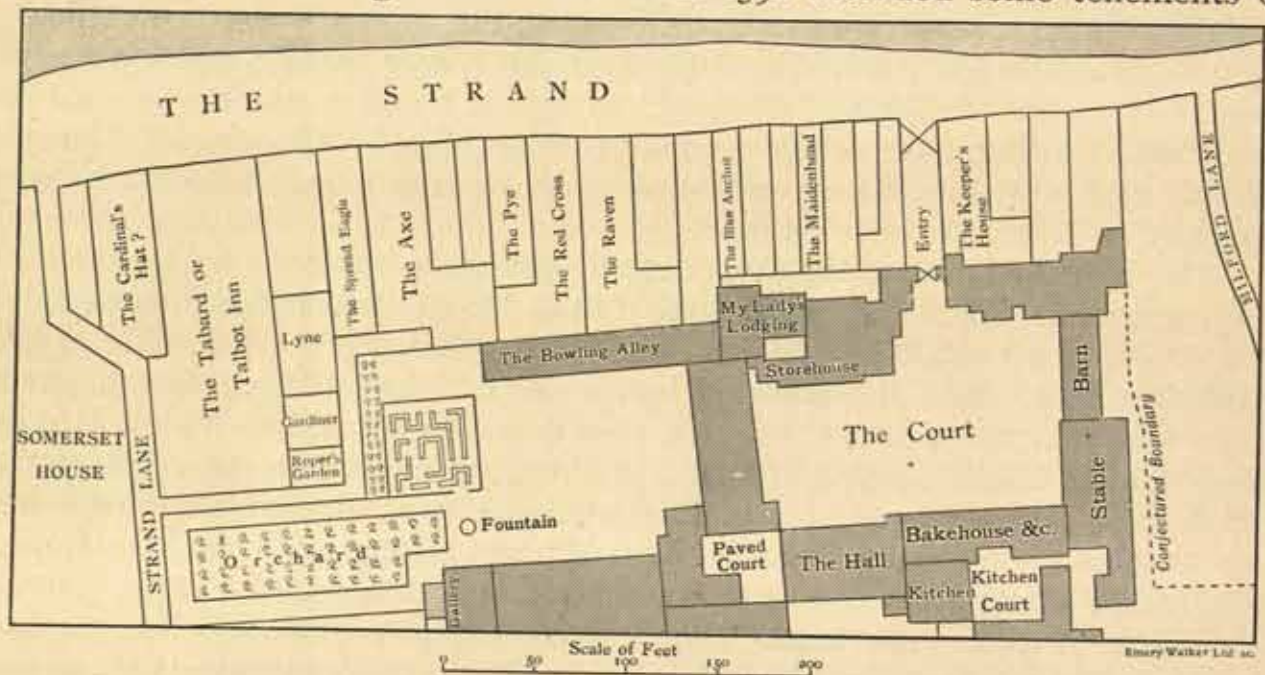 some tenements
THE STRAND
The Cardinal's
Hat ?
The Tabard or
Talbot Inn
Lyne
Gardiner
Roper's
Garden
The Spread Eagle
The Axe
The Pye
The Red Cross
The Raven
The Blue Anchor
The Maidenhead
Entry
The Keeper's
House
MILFORD LANE
My Ladys
Lodging
The Bowling Alley
Storehouse
The Court
Barn
Stable
Conjectured Boundary
SOMERSET
HOUSE
STRAND LANE
Orchard
Fountain
Gallery
Paved
Court
The Hall
Bakehouse &c.
Kitchen
Kitchen
Court
Scale of Feet
0 50 100 150 200
Emery Walker Ltd sc.